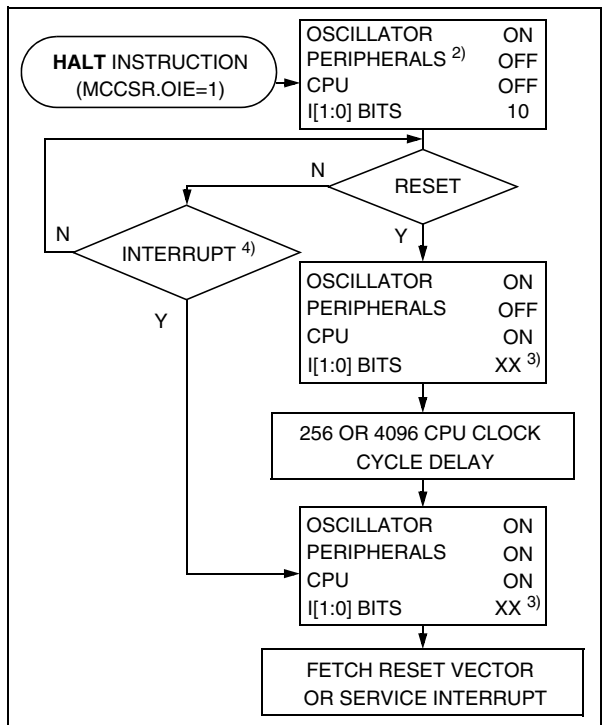 HALT INSTRUCTION
(MCCSR.OIE=1)
OSCILLATOR ON
PERIPHERALS 2) OFF
CPU OFF
I[1:0] BITS 10
RESET
N
Y
INTERRUPT 4)
N
Y
OSCILLATOR ON
PERIPHERALS OFF
CPU ON
I[1:0] BITS XX 3)
256 OR 4096 CPU CLOCK
CYCLE DELAY
OSCILLATOR ON
PERIPHERALS ON
CPU ON
I[1:0] BITS XX 3)
FETCH RESET VECTOR
OR SERVICE INTERRUPT